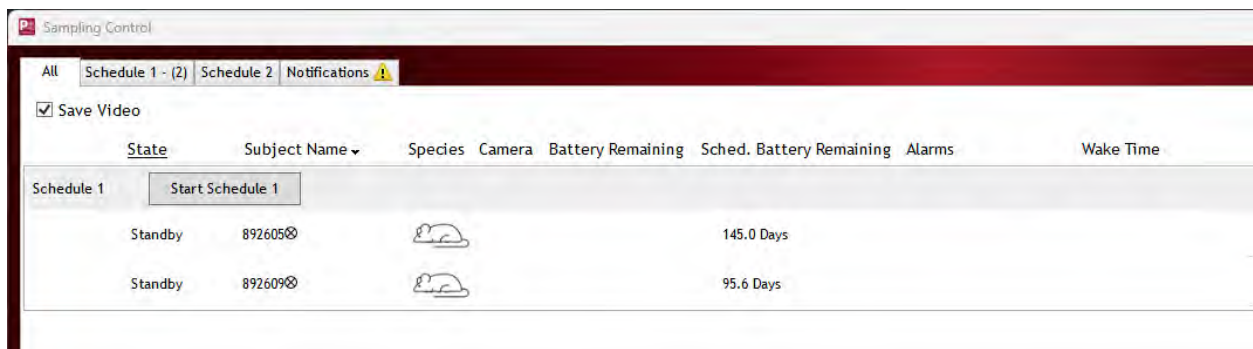 Sampling Control
All Schedule 1 - (2) Schedule 2 Notifications
Save Video
State Subject Name Species Camera Battery Remaining Sched. Battery Remaining Alarms Wake Time
Schedule 1 Start Schedule 1
Standby 892605⊗ 145.0 Days
Standby 892609⊗ 95.6 Days